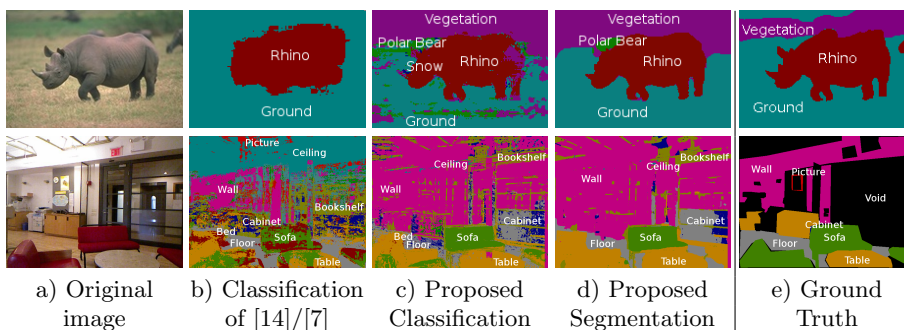 Rhino
Ground
Vegetation
Polar Bear
Snow
Rhino
Ground
Vegetation
Polar Bear
Rhino
Vegetation
Rhino
Ground
Picture
Ceiling
Wall
Bookshelf
Cabinet
Bed
Floor
Sofa
Table
Ceiling
Bookshelf
Wall
Cabinet
Bed
Floor
Sofa
Table
Ceiling
Bookshelf
Wall
Cabinet
Floor
Sofa
Table
Wall
Picture
Void
Cabinet
Floor
Sofa
Table
a) Original
image
b) Classification
of [14]/[7]
c) Proposed
Classification
d) Proposed
Segmentation
e) Ground
Truth